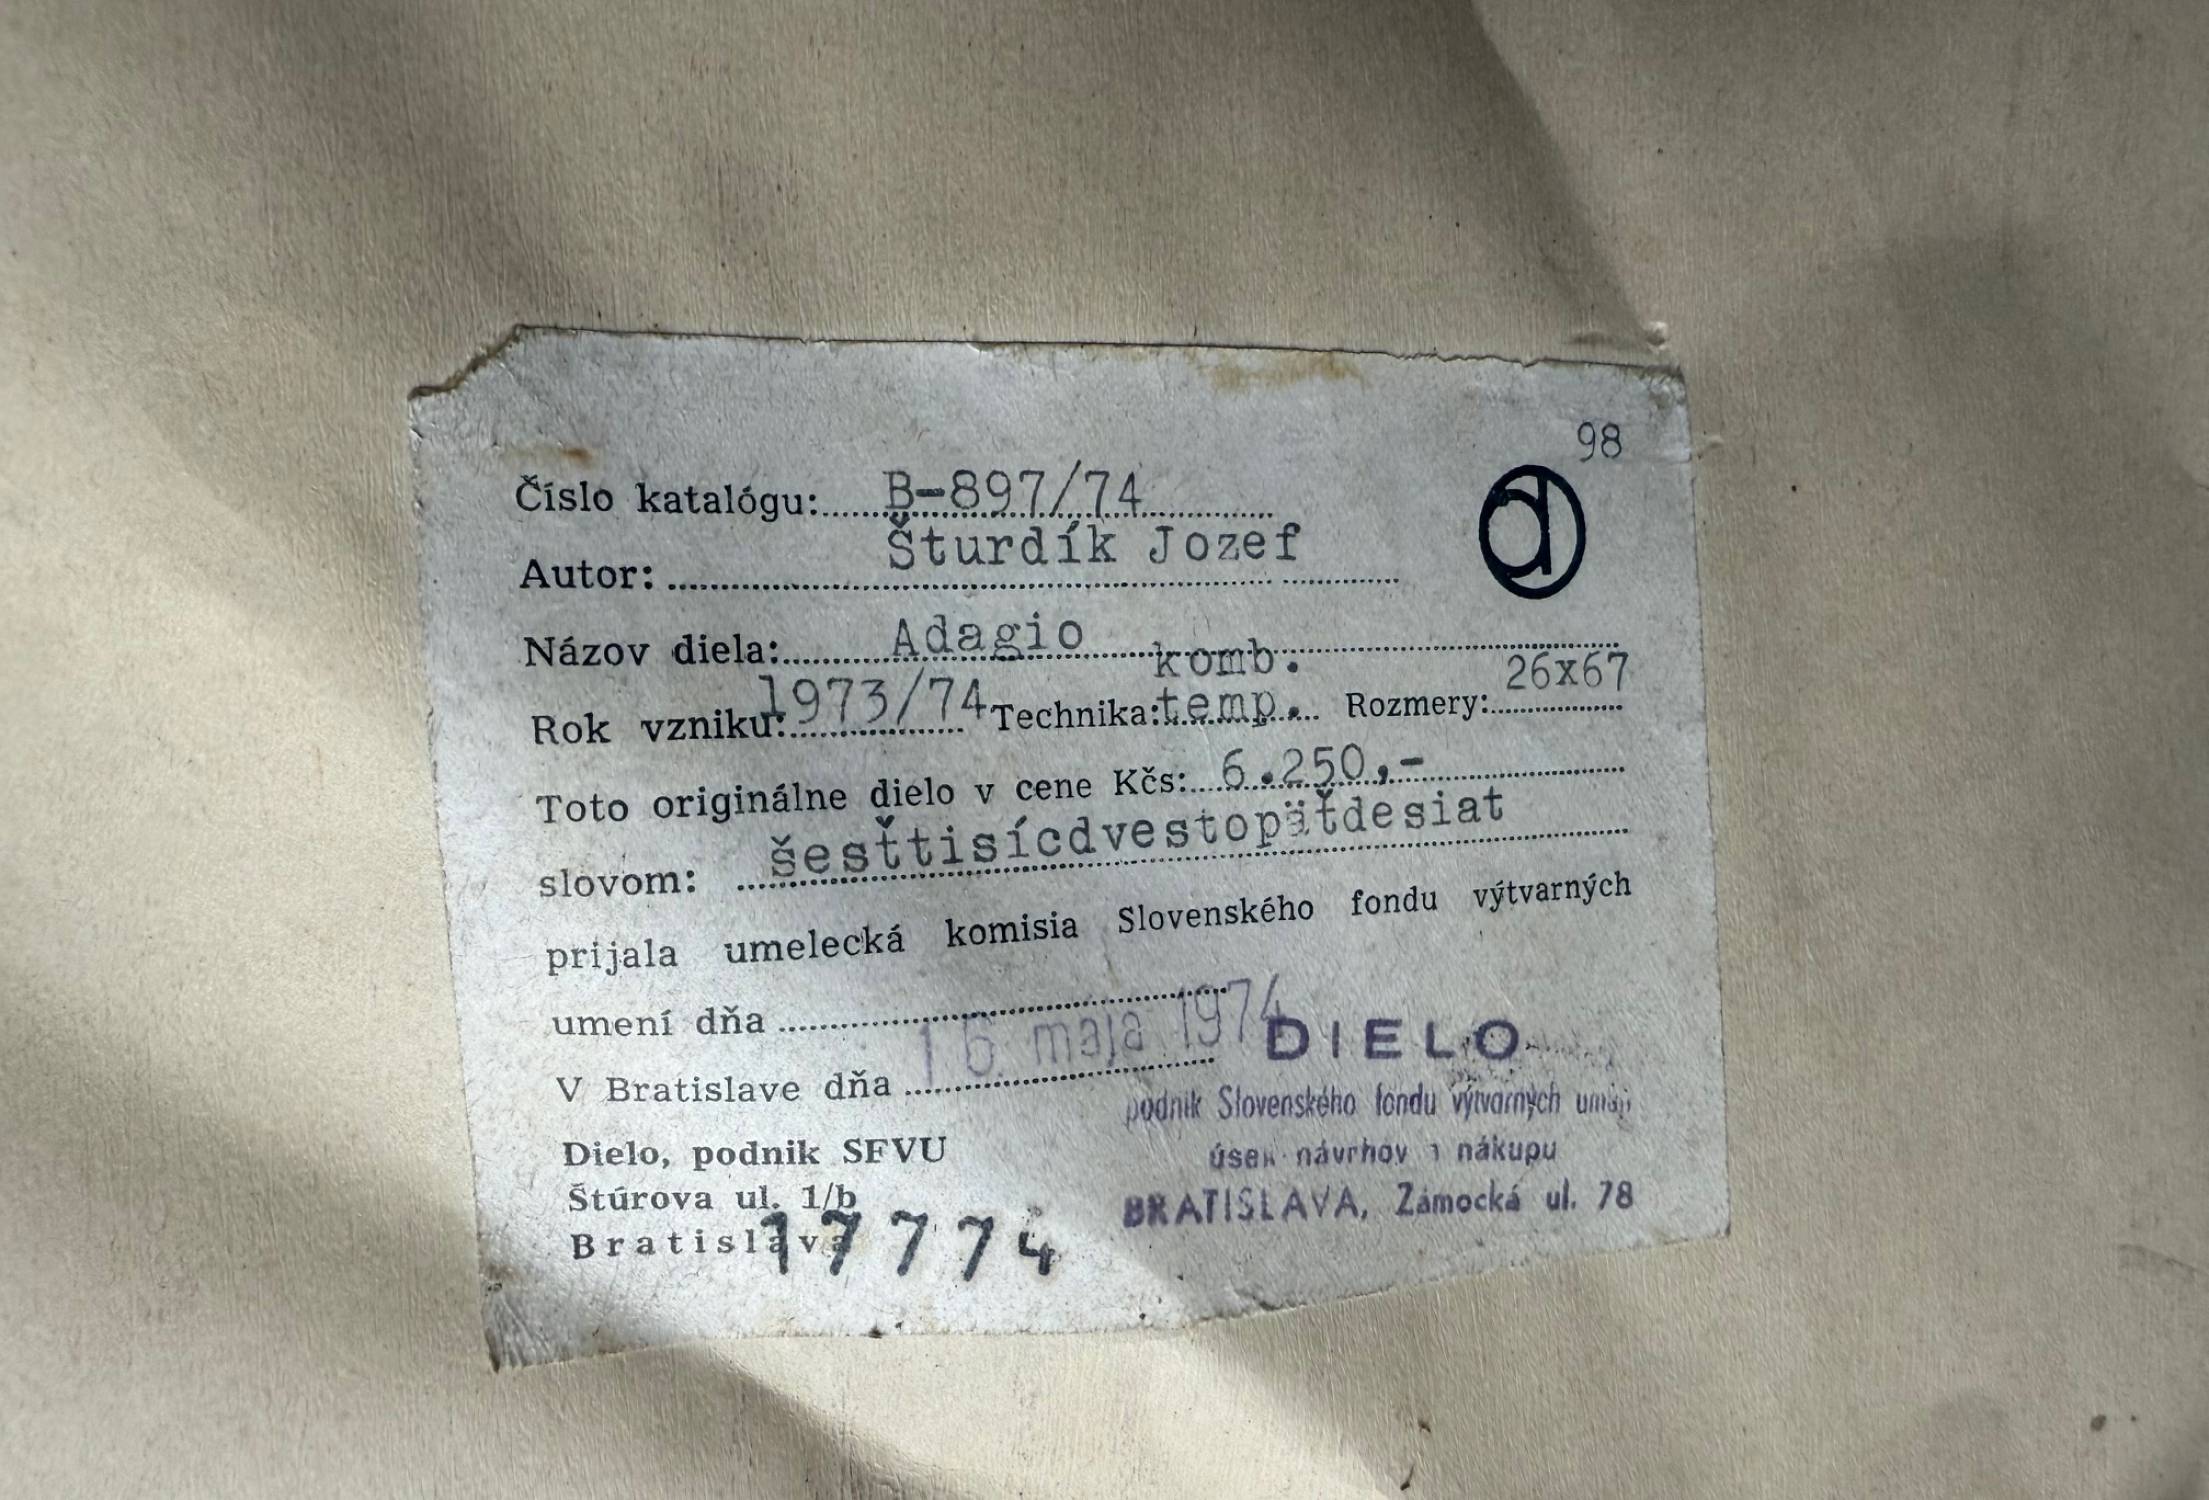 98
Číslo katalógu: B-897/74
Autor: Šturdík Jozef
Názov diela: Adagio
Rok vzniku: 1973/74 Technika: komb. temp. Rozmery: 26x67
Toto originálne dielo v cene Kčs: 6.250,-
slovom: šesťtisícdvestopäťdesiat
prijala umelecká komisia Slovenského fondu výtvarných
umení dňa
V Bratislave dňa 16. mája 1974
DIELO
podnik Slovenského fondu výtvarných
úsek návrhov a nákupu
BRATISLAVA, Zámocká ul. 78
Dielo, podnik SFVU
Štúrova ul. 1/b
Bratislava
17774